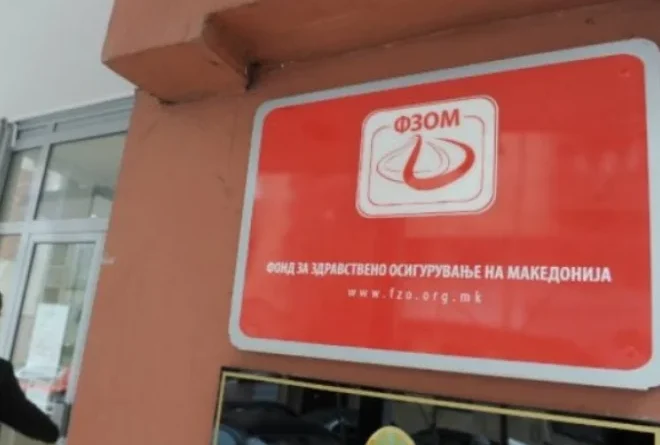 ФЗОМ
ФОНД ЗА ЗДРАВСТВЕНО ОСИГУРУВАЊЕ НА МАКЕДОНИЈА
www.fzo.org.mk